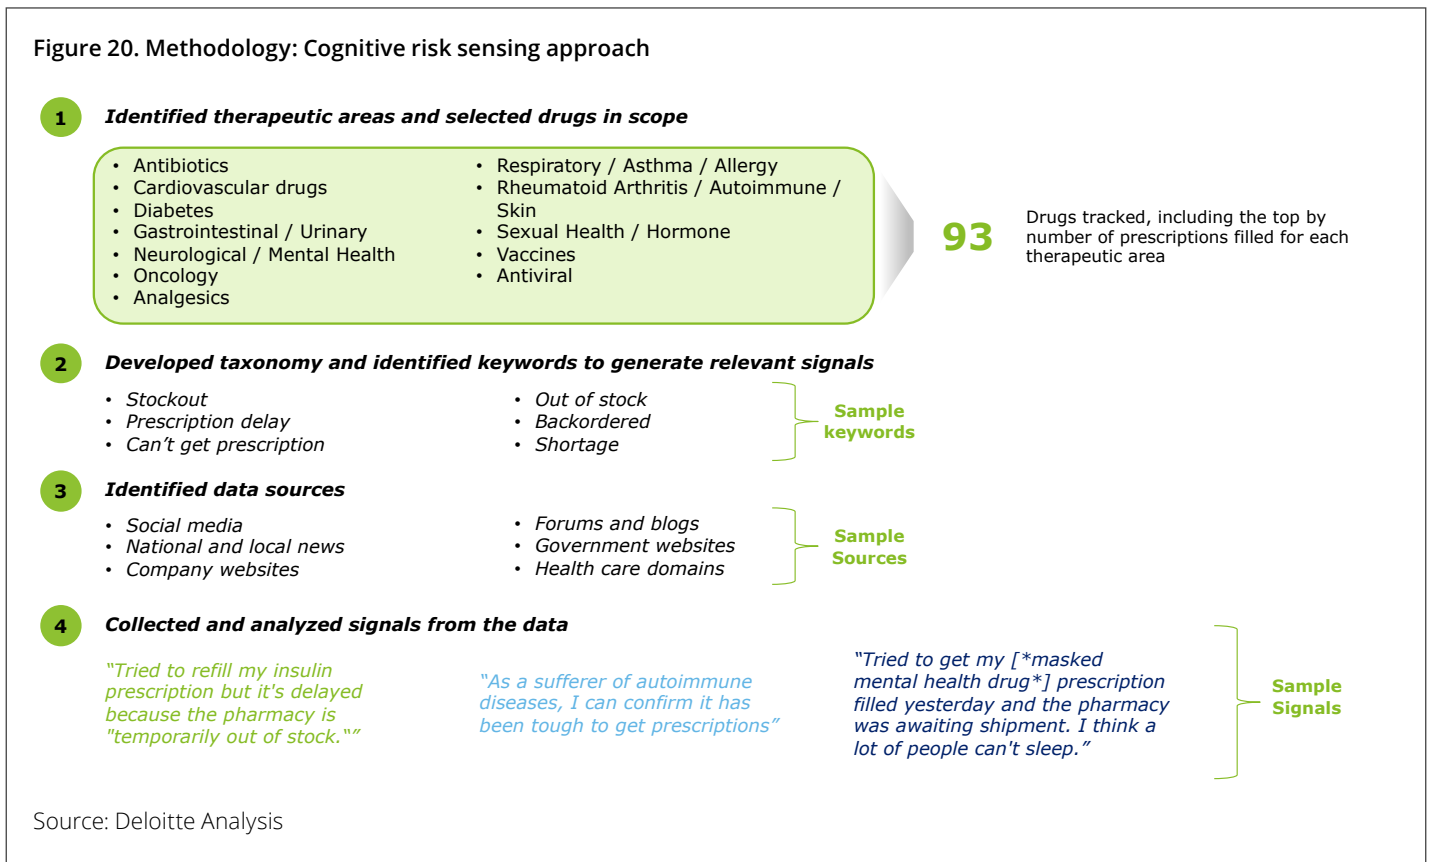 Figure 20. Methodology: Cognitive risk sensing approach
1
Identified therapeutic areas and selected drugs in scope
• Antibiotics
• Cardiovascular drugs
• Diabetes
• Gastrointestinal / Urinary
• Neurological / Mental Health
• Oncology
• Analgesics
• Respiratory / Asthma / Allergy
• Rheumatoid Arthritis / Autoimmune /
Skin
• Sexual Health / Hormone
• Vaccines
• Antiviral
93
Drugs tracked, including the top by
number of prescriptions filled for each
therapeutic area
2
Developed taxonomy and identified keywords to generate relevant signals
• Stockout
• Prescription delay
• Can’t get prescription
• Out of stock
• Backordered
• Shortage
Sample
keywords
3
Identified data sources
• Social media
• National and local news
• Company websites
• Forums and blogs
• Government websites
• Health care domains
Sample
Sources
4
Collected and analyzed signals from the data
“Tried to refill my insulin
prescription but it's delayed
because the pharmacy is
"temporarily out of stock.“”
“As a sufferer of autoimmune
diseases, I can confirm it has
been tough to get prescriptions”
“Tried to get my [*masked
mental health drug*] prescription
filled yesterday and the pharmacy
was awaiting shipment. I think a
lot of people can't sleep.”
Sample
Signals
Source: Deloitte Analysis